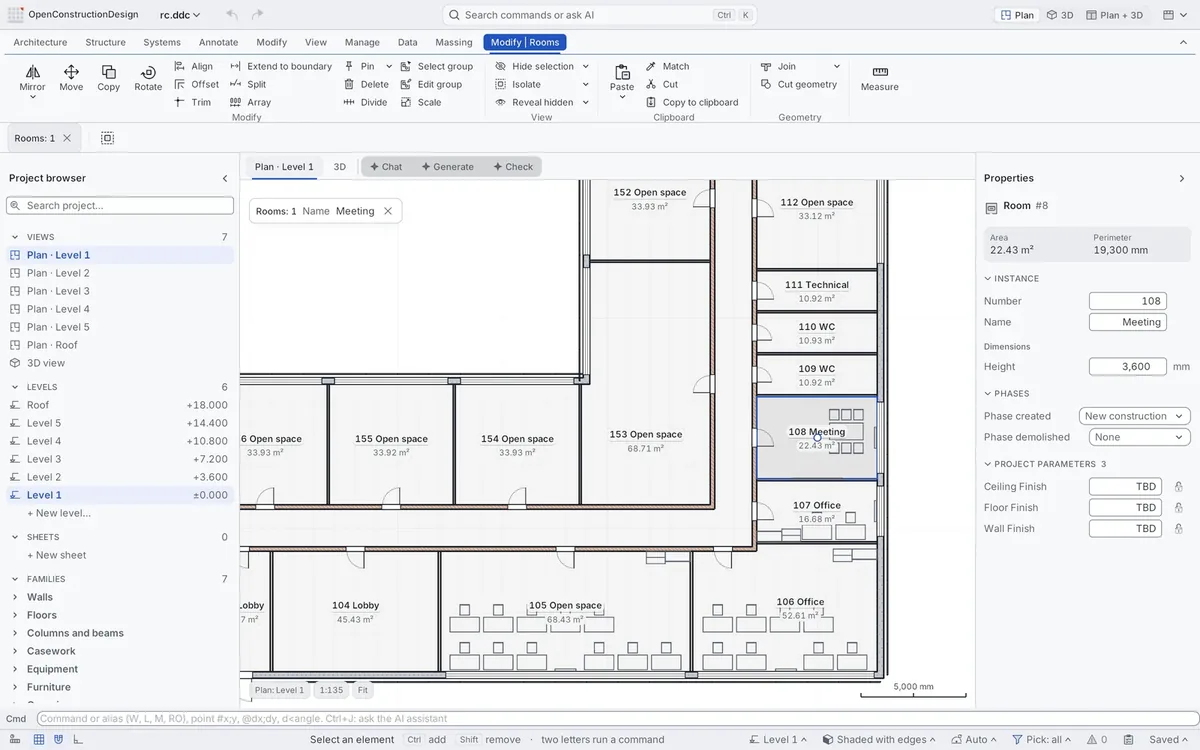 OpenConstructionDesign
rc.ddc
Search commands or ask AI
Ctrl K
Plan
3D
Plan + 3D
Architecture Structure Systems Annotate Modify View Manage Data Massing Modify | Rooms
Mirror
Move
Copy
Rotate
Align
Offset
Trim
Extend to boundary
Split
Array
Pin
Delete
Divide
Select group
Edit group
Scale
Modify
Hide selection
Isolate
Reveal hidden
View
Paste
Match
Cut
Copy to clipboard
Clipboard
Join
Cut geometry
Geometry
Measure
Rooms: 1
Project browser
Search project...
VIEWS 7
Plan · Level 1
Plan · Level 2
Plan · Level 3
Plan · Level 4
Plan · Level 5
Plan · Roof
3D view
LEVELS 6
Roof +18.000
Level 5 +14.400
Level 4 +10.800
Level 3 +7.200
Level 2 +3.600
Level 1 ±0.000
+ New level...
SHEETS 0
+ New sheet
FAMILIES 7
Walls
Floors
Columns and beams
Casework
Equipment
Furniture
Plan · Level 1
3D
Chat
Generate
Check
Rooms: 1 Name Meeting
152 Open space
33.93 m²
112 Open space
33.12 m²
111 Technical
10.92 m²
110 WC
10.93 m²
109 WC
10.92 m²
108 Meeting
22.43 m²
107 Office
16.68 m²
106 Office
52.61 m²
153 Open space
68.71 m²
154 Open space
33.93 m²
155 Open space
33.92 m²
6 Open space
33.93 m²
Lobby
7 m²
104 Lobby
45.43 m²
105 Open space
68.43 m²
Plan: Level 1
1:135
Fit
5,000 mm
Properties
Room #8
Area
22.43 m²
Perimeter
19,300 mm
INSTANCE
Number 108
Name Meeting
Dimensions
Height 3,600 mm
PHASES
Phase created New construction
Phase demolished None
PROJECT PARAMETERS 3
Ceiling Finish TBD
Floor Finish TBD
Wall Finish TBD
Cmd
Command or alias (W, L, M, RO), point #x;y, @dx;dy, d<angle. Ctrl+J: ask the AI assistant
Select an element Ctrl add Shift remove · two letters run a command
Level 1
Shaded with edges
Auto
Pick: all
0
Saved